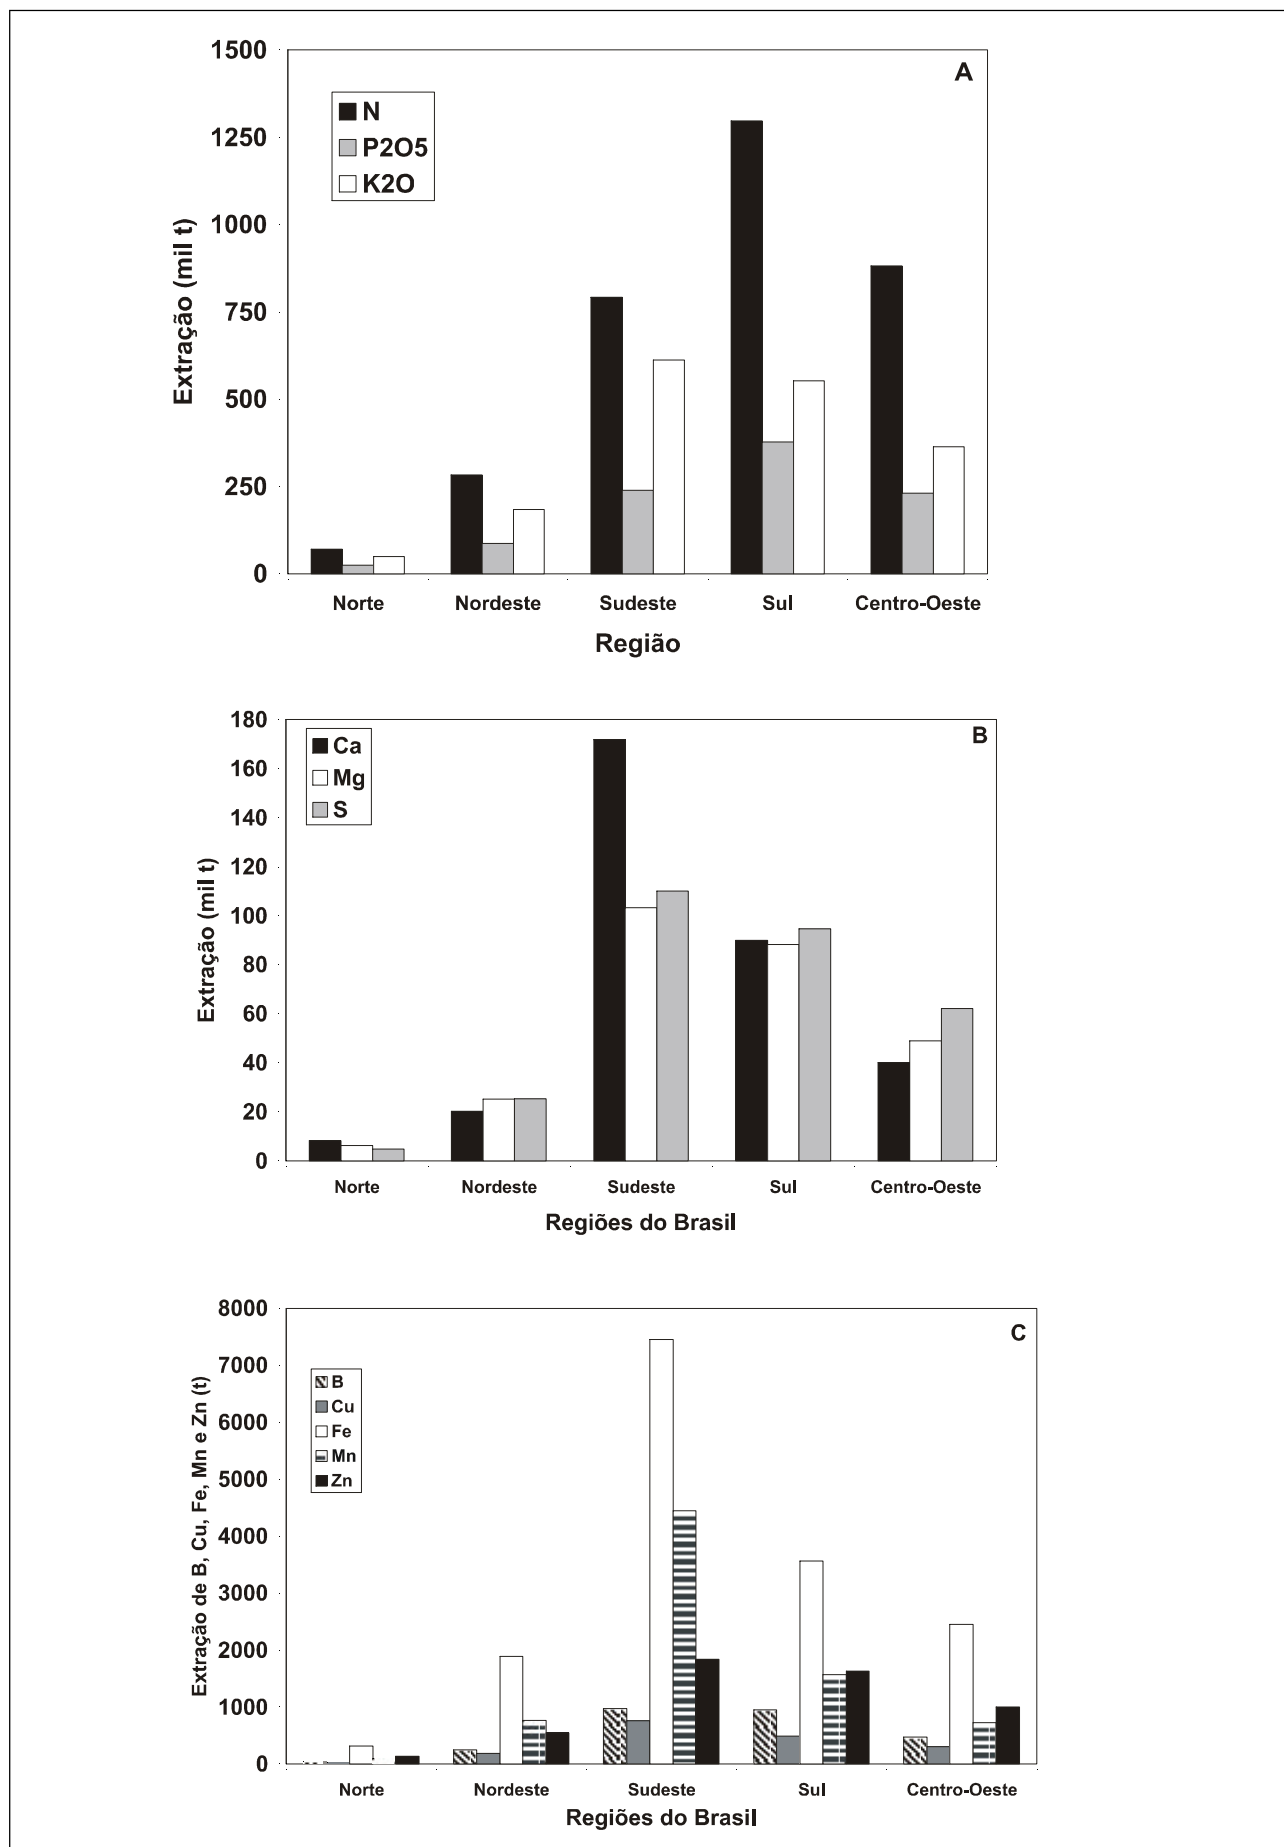 A
Extração (mil t)
1500
1250
1000
750
500
250
0
N
P2O5
K2O
Norte Nordeste Sudeste Sul Centro-Oeste
Região
B
Extração (mil t)
180
160
140
120
100
80
60
40
20
0
Ca
Mg
S
Norte Nordeste Sudeste Sul Centro-Oeste
Regiões do Brasil
C
Extração de B, Cu, Fe, Mn e Zn (t)
8000
7000
6000
5000
4000
3000
2000
1000
0
B
Cu
Fe
Mn
Zn
Norte Nordeste Sudeste Sul Centro-Oeste
Regiões do Brasil